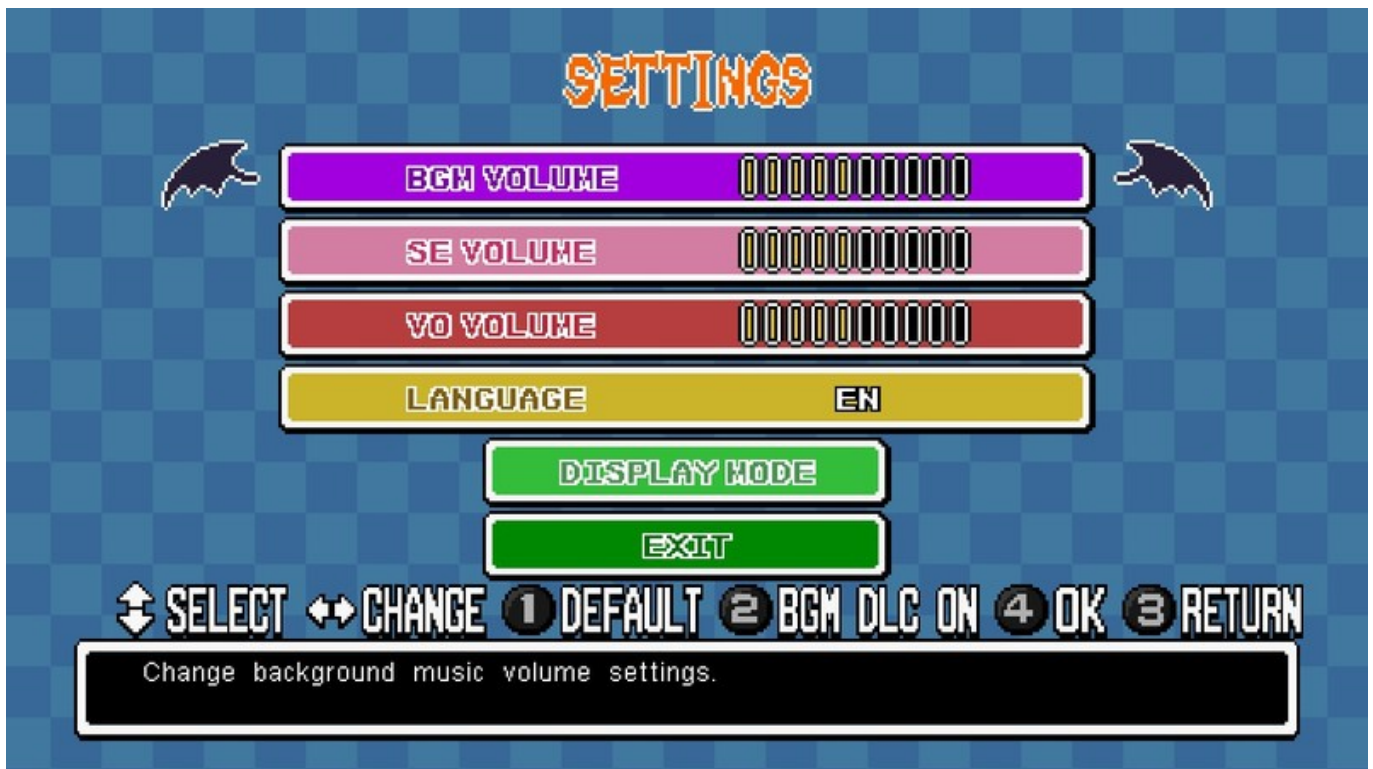 SETTINGS
BGM VOLUME
SE VOLUME
VO VOLUME
LANGUAGE EN
DISPLAY MODE
EXIT
SELECT CHANGE 1 DEFAULT 2 BGM DLC ON 4 OK 3 RETURN
Change background music volume settings.